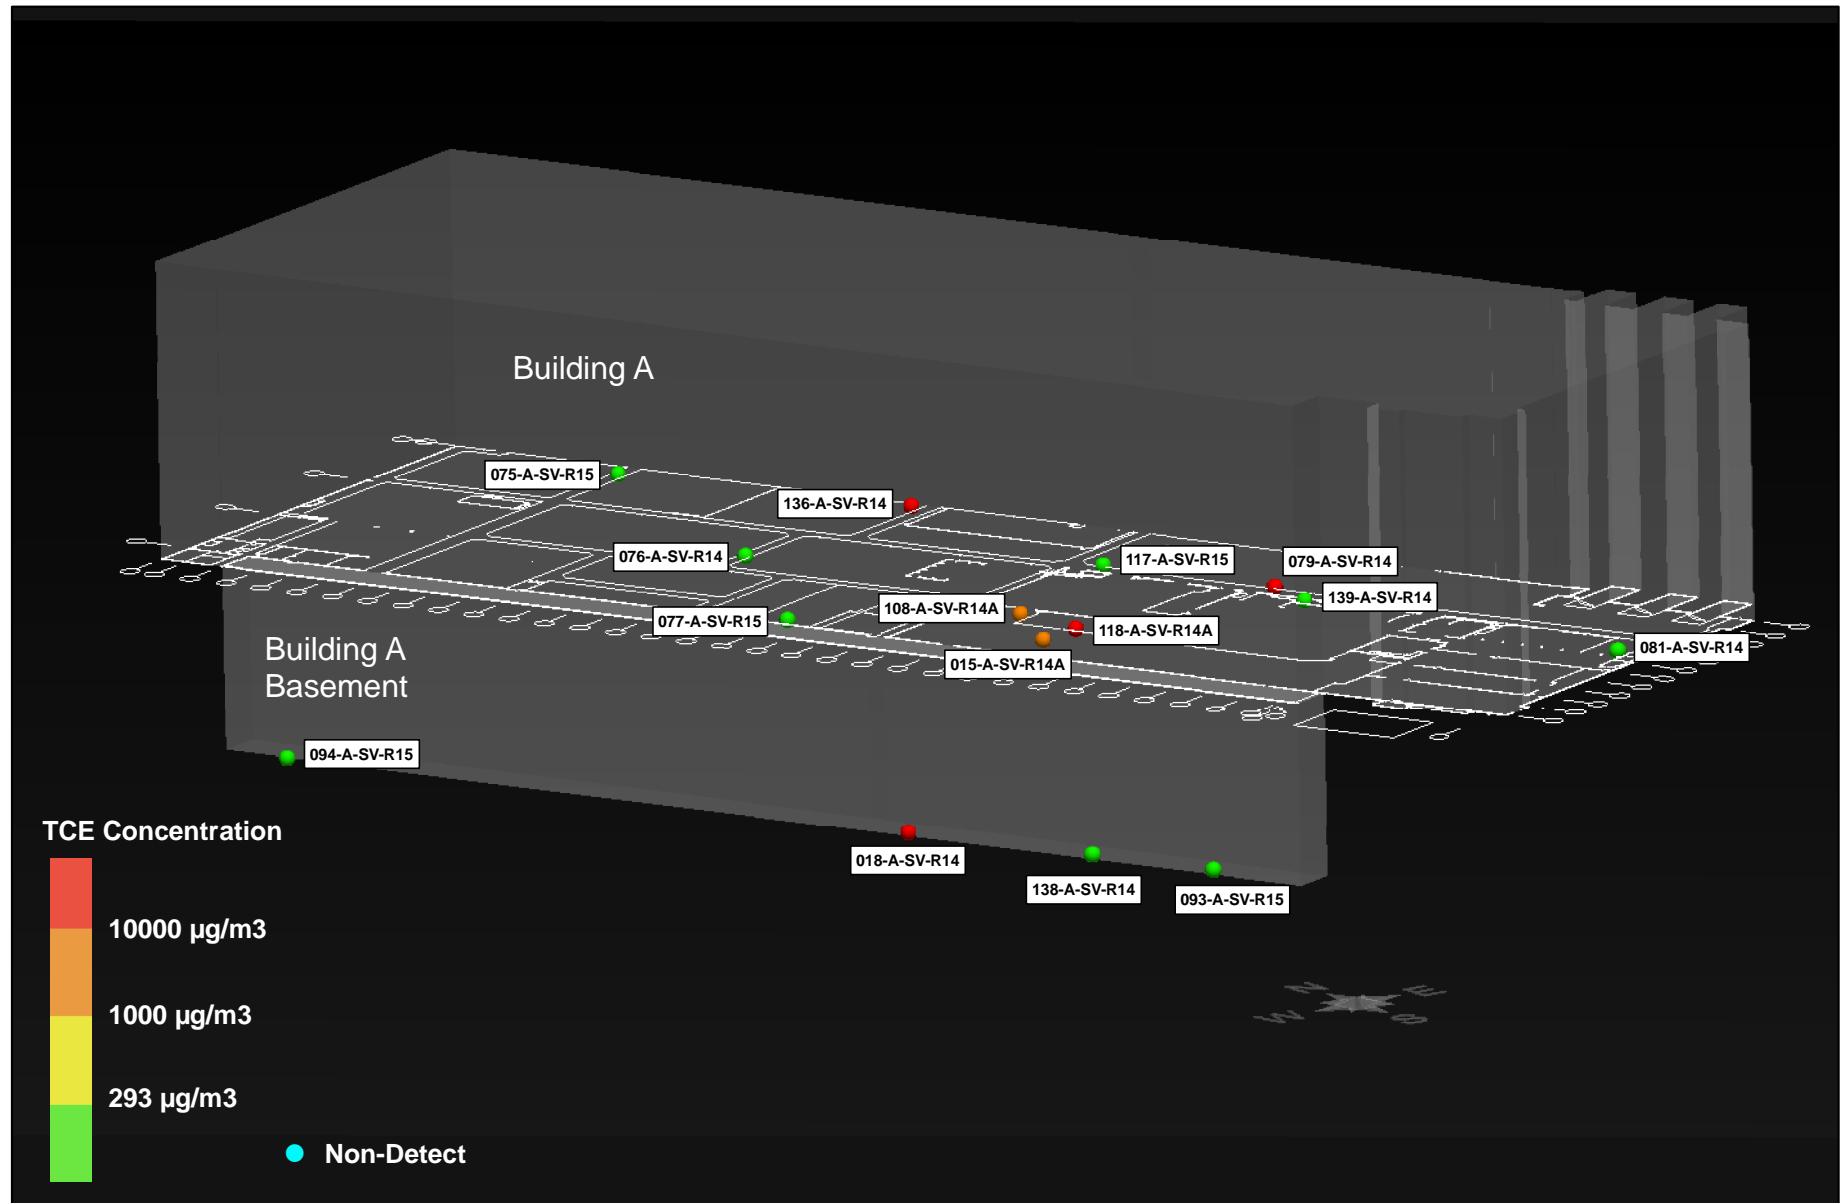 Building A
075-A-SV-R15
136-A-SV-R14
076-A-SV-R14
117-A-SV-R15
079-A-SV-R14
139-A-SV-R14
108-A-SV-R14A
077-A-SV-R15
118-A-SV-R14A
015-A-SV-R14A
081-A-SV-R14
Building A
Basement
094-A-SV-R15
018-A-SV-R14
138-A-SV-R14
093-A-SV-R15
TCE Concentration
10000 µg/m3
1000 µg/m3
293 µg/m3
Non-Detect
N E
W S